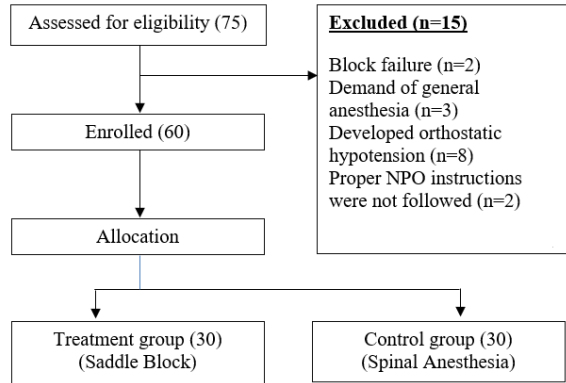 Assessed for eligibility (75)
Excluded (n=15)
Block failure (n=2)
Demand of general
anesthesia (n=3)
Developed orthostatic
hypotension (n=8)
Proper NPO instructions
were not followed (n=2)
Enrolled (60)
Allocation
Treatment group (30)
(Saddle Block)
Control group (30)
(Spinal Anesthesia)